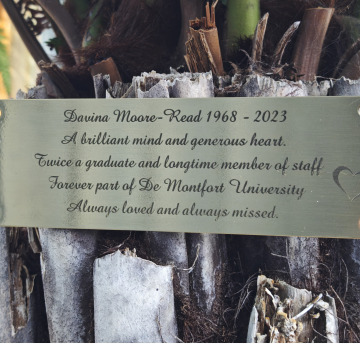 Davina Moore-Read 1968 - 2023
A brilliant mind and generous heart.
Twice a graduate and longtime member of staff
Forever part of De Montfort University
Always loved and always missed.